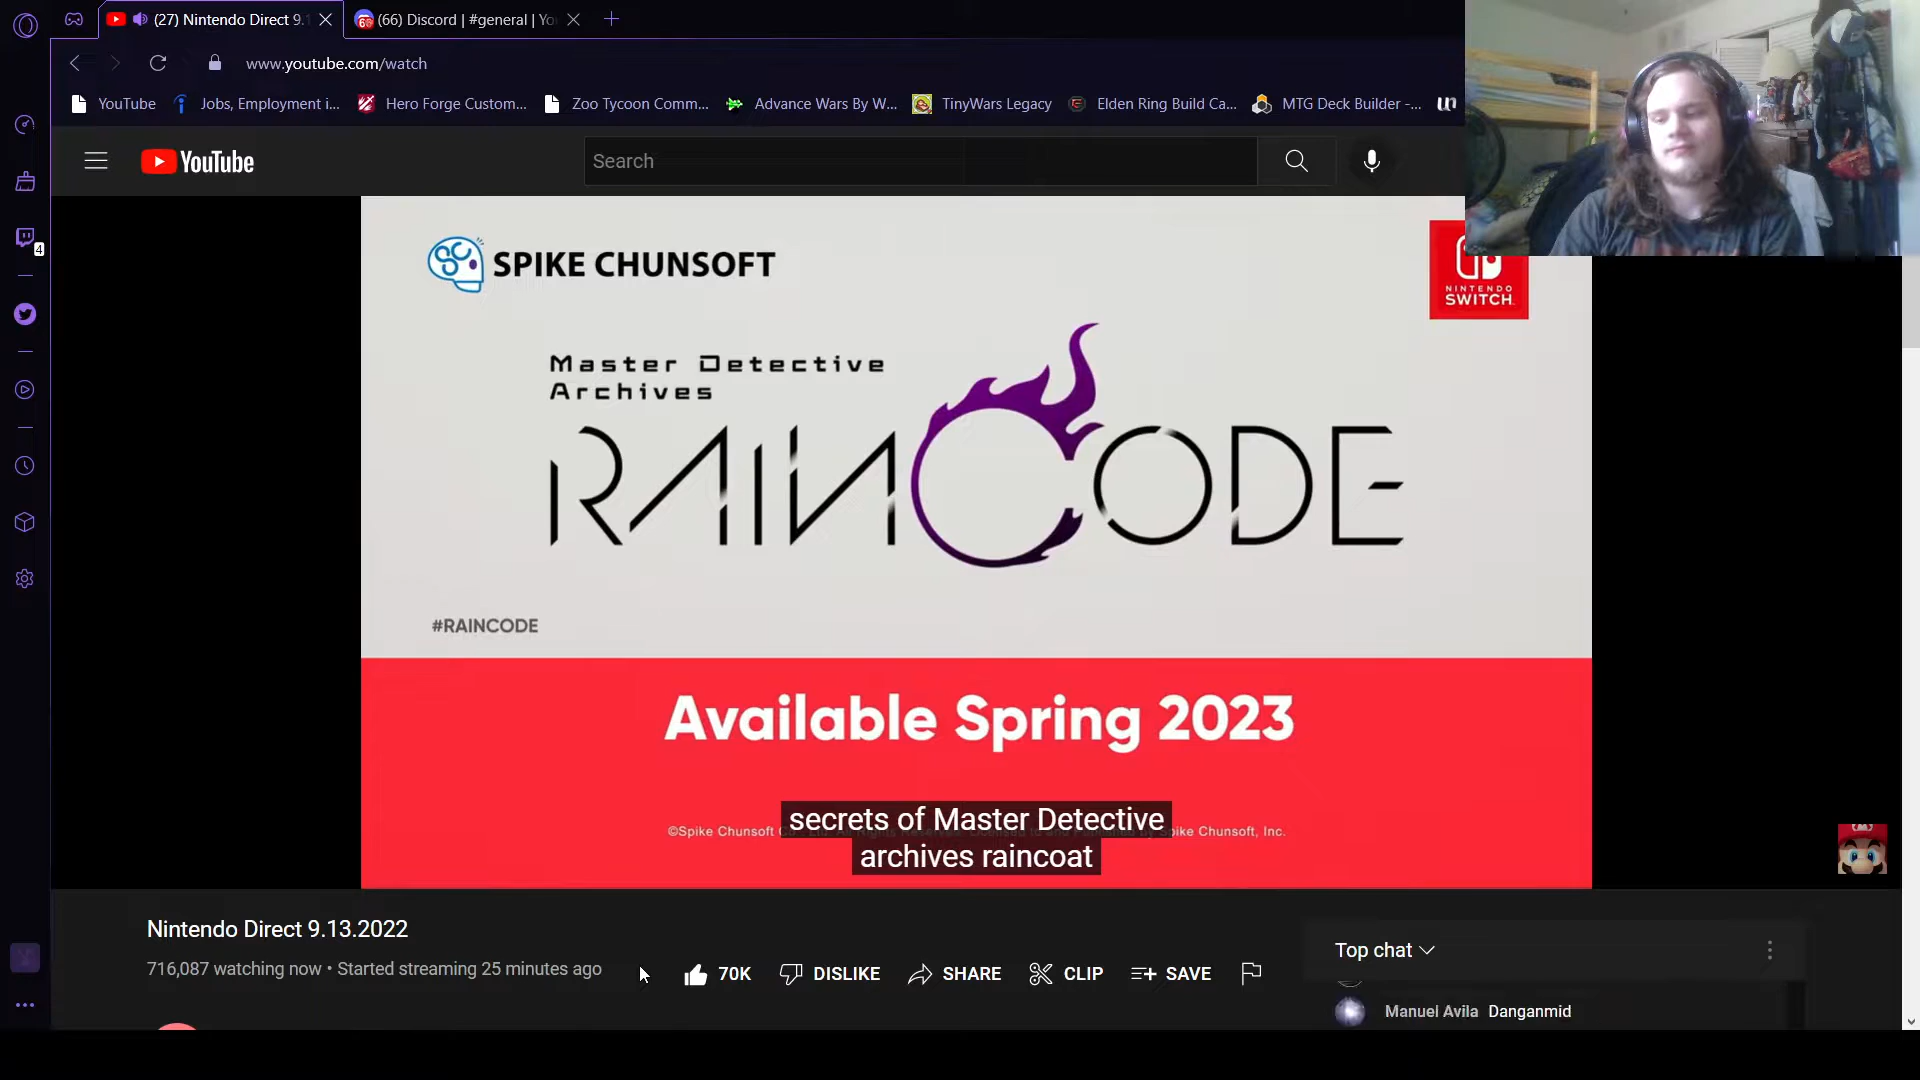 (27) Nintendo Direct 9.1
(66) Discord | #general | Yo
www.youtube.com/watch
YouTube
Jobs, Employment i...
Hero Forge Custom...
Zoo Tycoon Comm...
Advance Wars By W...
TinyWars Legacy
Elden Ring Build Ca...
MTG Deck Builder -...
YouTube
Search
4
SPIKE CHUNSOFT
NINTENDO
SWITCH
Master Detective
Archives
RAINCODE
#RAINCODE
Available Spring 2023
secrets of Master Detective
archives raincoat
©Spike Chunsoft
Spike Chunsoft, Inc.
Nintendo Direct 9.13.2022
716,087 watching now • Started streaming 25 minutes ago
70K
DISLIKE
SHARE
CLIP
SAVE
Top chat
Manuel Avila Danganmid